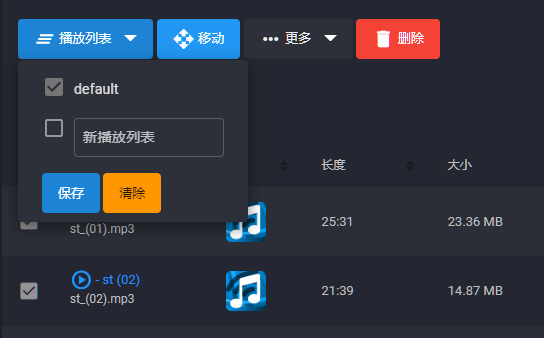 播放列表 移动 更多 删除
default
新播放列表
长度 大小
保存 清除
25:31 23.36 MB
st_(01).mp3
- st (02)
21:39 14.87 MB
st_(02).mp3